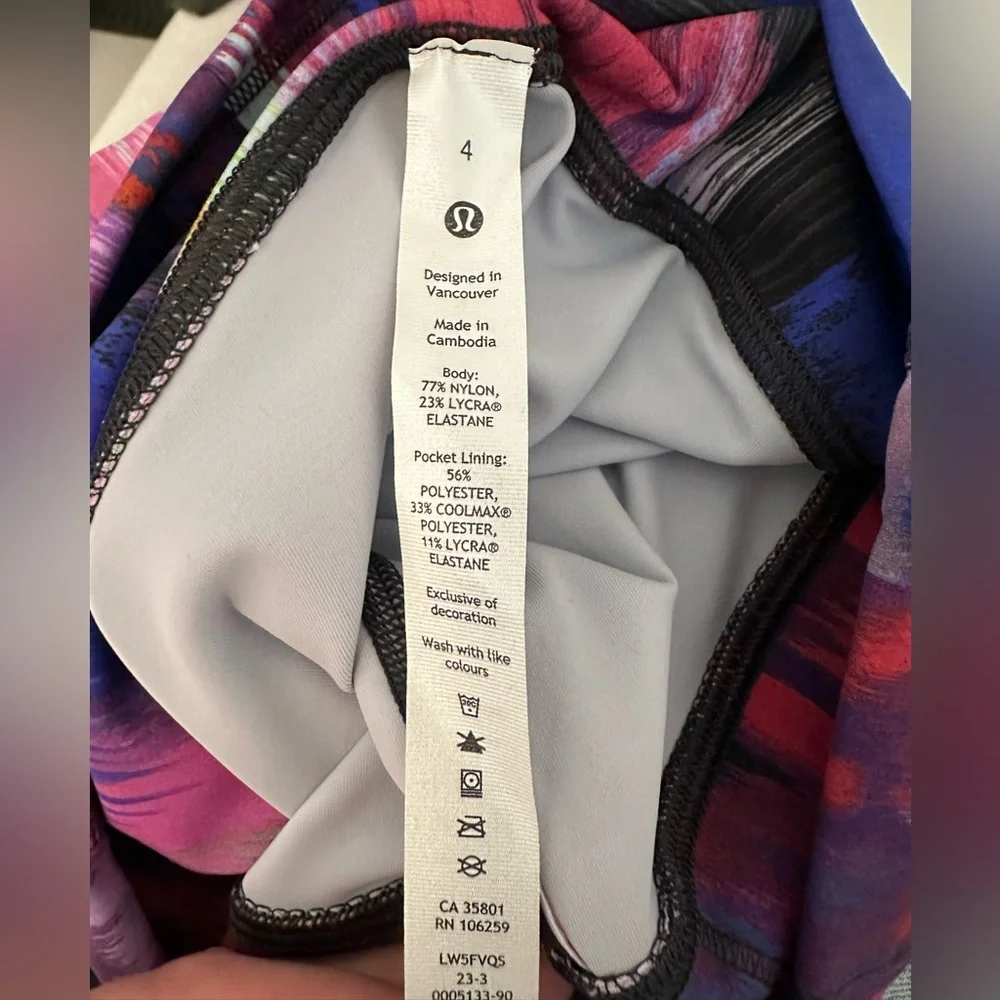 4
Designed in
Vancouver
Made in
Cambodia
Body:
77% NYLON,
23% LYCRA®
ELASTANE
Pocket Lining:
56%
POLYESTER,
33% COOLMAX®
POLYESTER,
11% LYCRA®
ELASTANE
Exclusive of
decoration
Wash with like
colours
30C
CA 35801
RN 106259
LW5FVQS
23-3
0005133-90